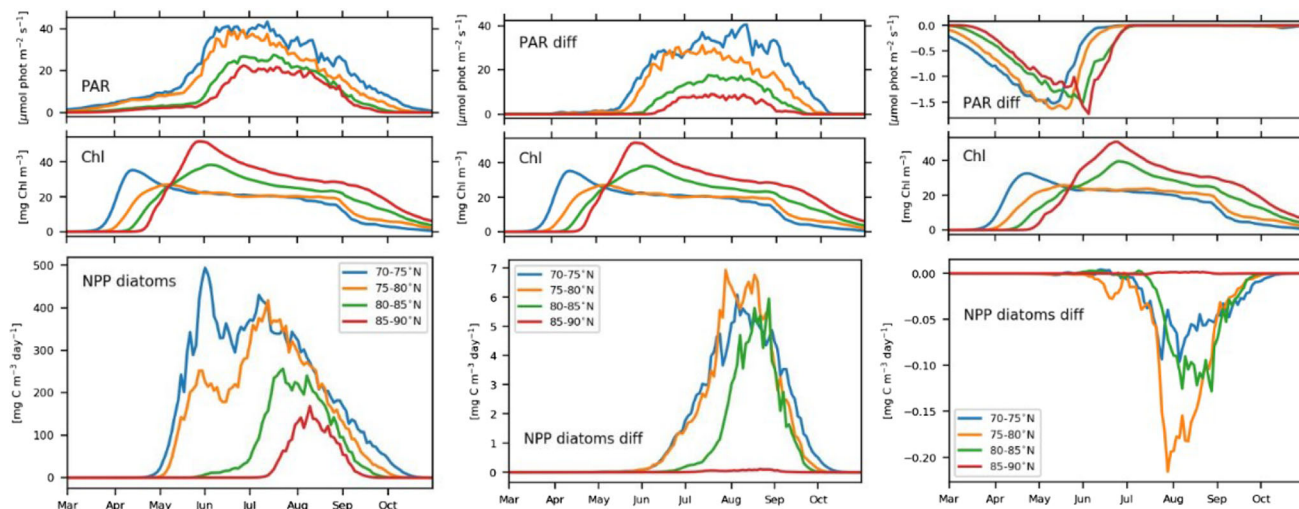 [μmol phot m⁻² s⁻¹]
40
20
0
PAR
[mg Chl m⁻³]
40
20
0
Chl
[mg C m⁻³ day⁻¹]
500
400
300
200
100
0
NPP diatoms
70-75°N
75-80°N
80-85°N
85-90°N
Mar Apr May Jun Jul Aug Sep Oct
[μmol phot m⁻² s⁻¹]
40
20
0
PAR diff
[mg Chl m⁻³]
40
20
0
Chl
[mg C m⁻³ day⁻¹]
7
6
5
4
3
2
1
0
70-75°N
75-80°N
80-85°N
85-90°N
NPP diatoms diff
Mar Apr May Jun Jul Aug Sep Oct
[μmol phot m⁻² s⁻¹]
0.0
−0.5
−1.0
−1.5
PAR diff
[mg Chl m⁻³]
40
20
0
Chl
[mg C m⁻³ day⁻¹]
0.00
−0.05
−0.10
−0.15
−0.20
NPP diatoms diff
70-75°N
75-80°N
80-85°N
85-90°N
Mar Apr May Jun Jul Aug Sep Oct